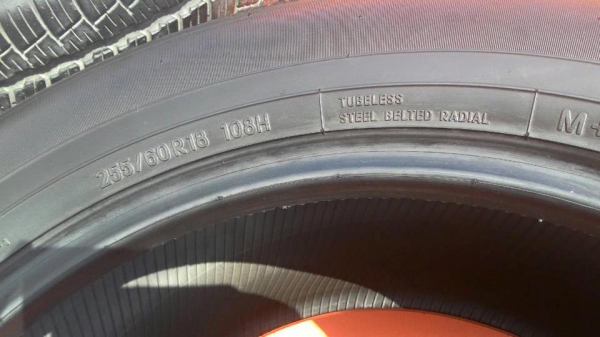 255/60R18 108H
TUBELESS
STEEL BELTED RADIAL
M+